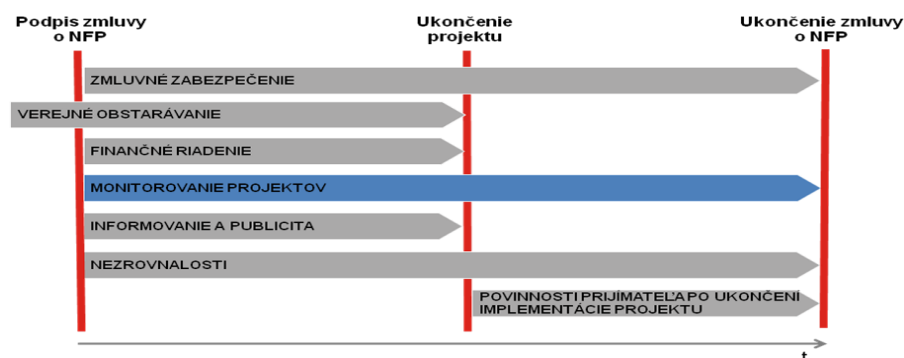 Podpis zmluvy
o NFP
Ukončenie
projektu
Ukončenie zmluvy
o NFP
ZMLUVNÉ ZABEZPEČENIE
VEREJNÉ OBSTARÁVANIE
FINANČNÉ RIADENIE
MONITOROVANIE PROJEKTOV
INFORMOVANIE A PUBLICITA
NEZROVNALOSTI
POVINNOSTI PRIJÍMATEĽA PO UKONČENÍ
IMPLEMENTÁCIE PROJEKTU
t